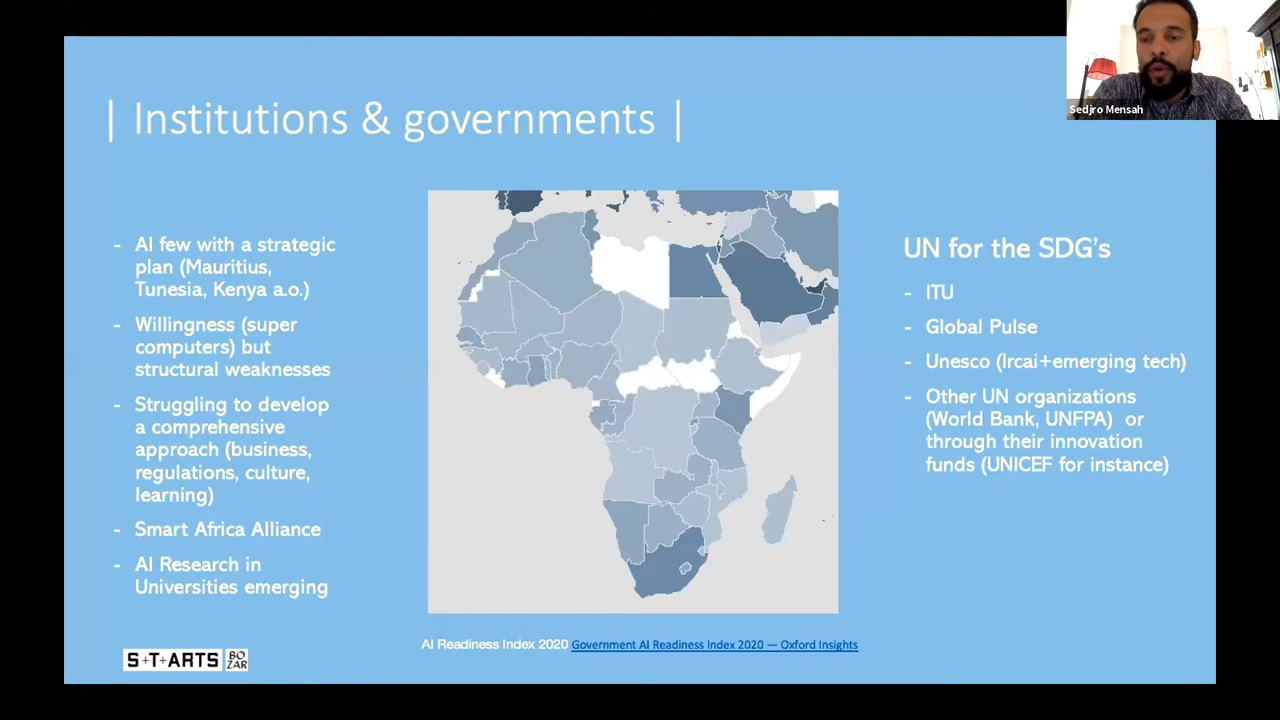 Sedjro Mensah
| Institutions & governments |
- AI few with a strategic
plan (Mauritius,
Tunesia, Kenya a.o.)
- Willingness (super
computers) but
structural weaknesses
- Struggling to develop
a comprehensive
approach (business,
regulations, culture,
learning)
- Smart Africa Alliance
- AI Research in
Universities emerging
UN for the SDG's
- ITU
- Global Pulse
- Unesco (Ircai+emerging tech)
- Other UN organizations
(World Bank, UNFPA) or
through their innovation
funds (UNICEF for instance)
AI Readiness Index 2020 Government AI Readiness Index 2020 — Oxford Insights
S+T+ARTS
BO
ZAR